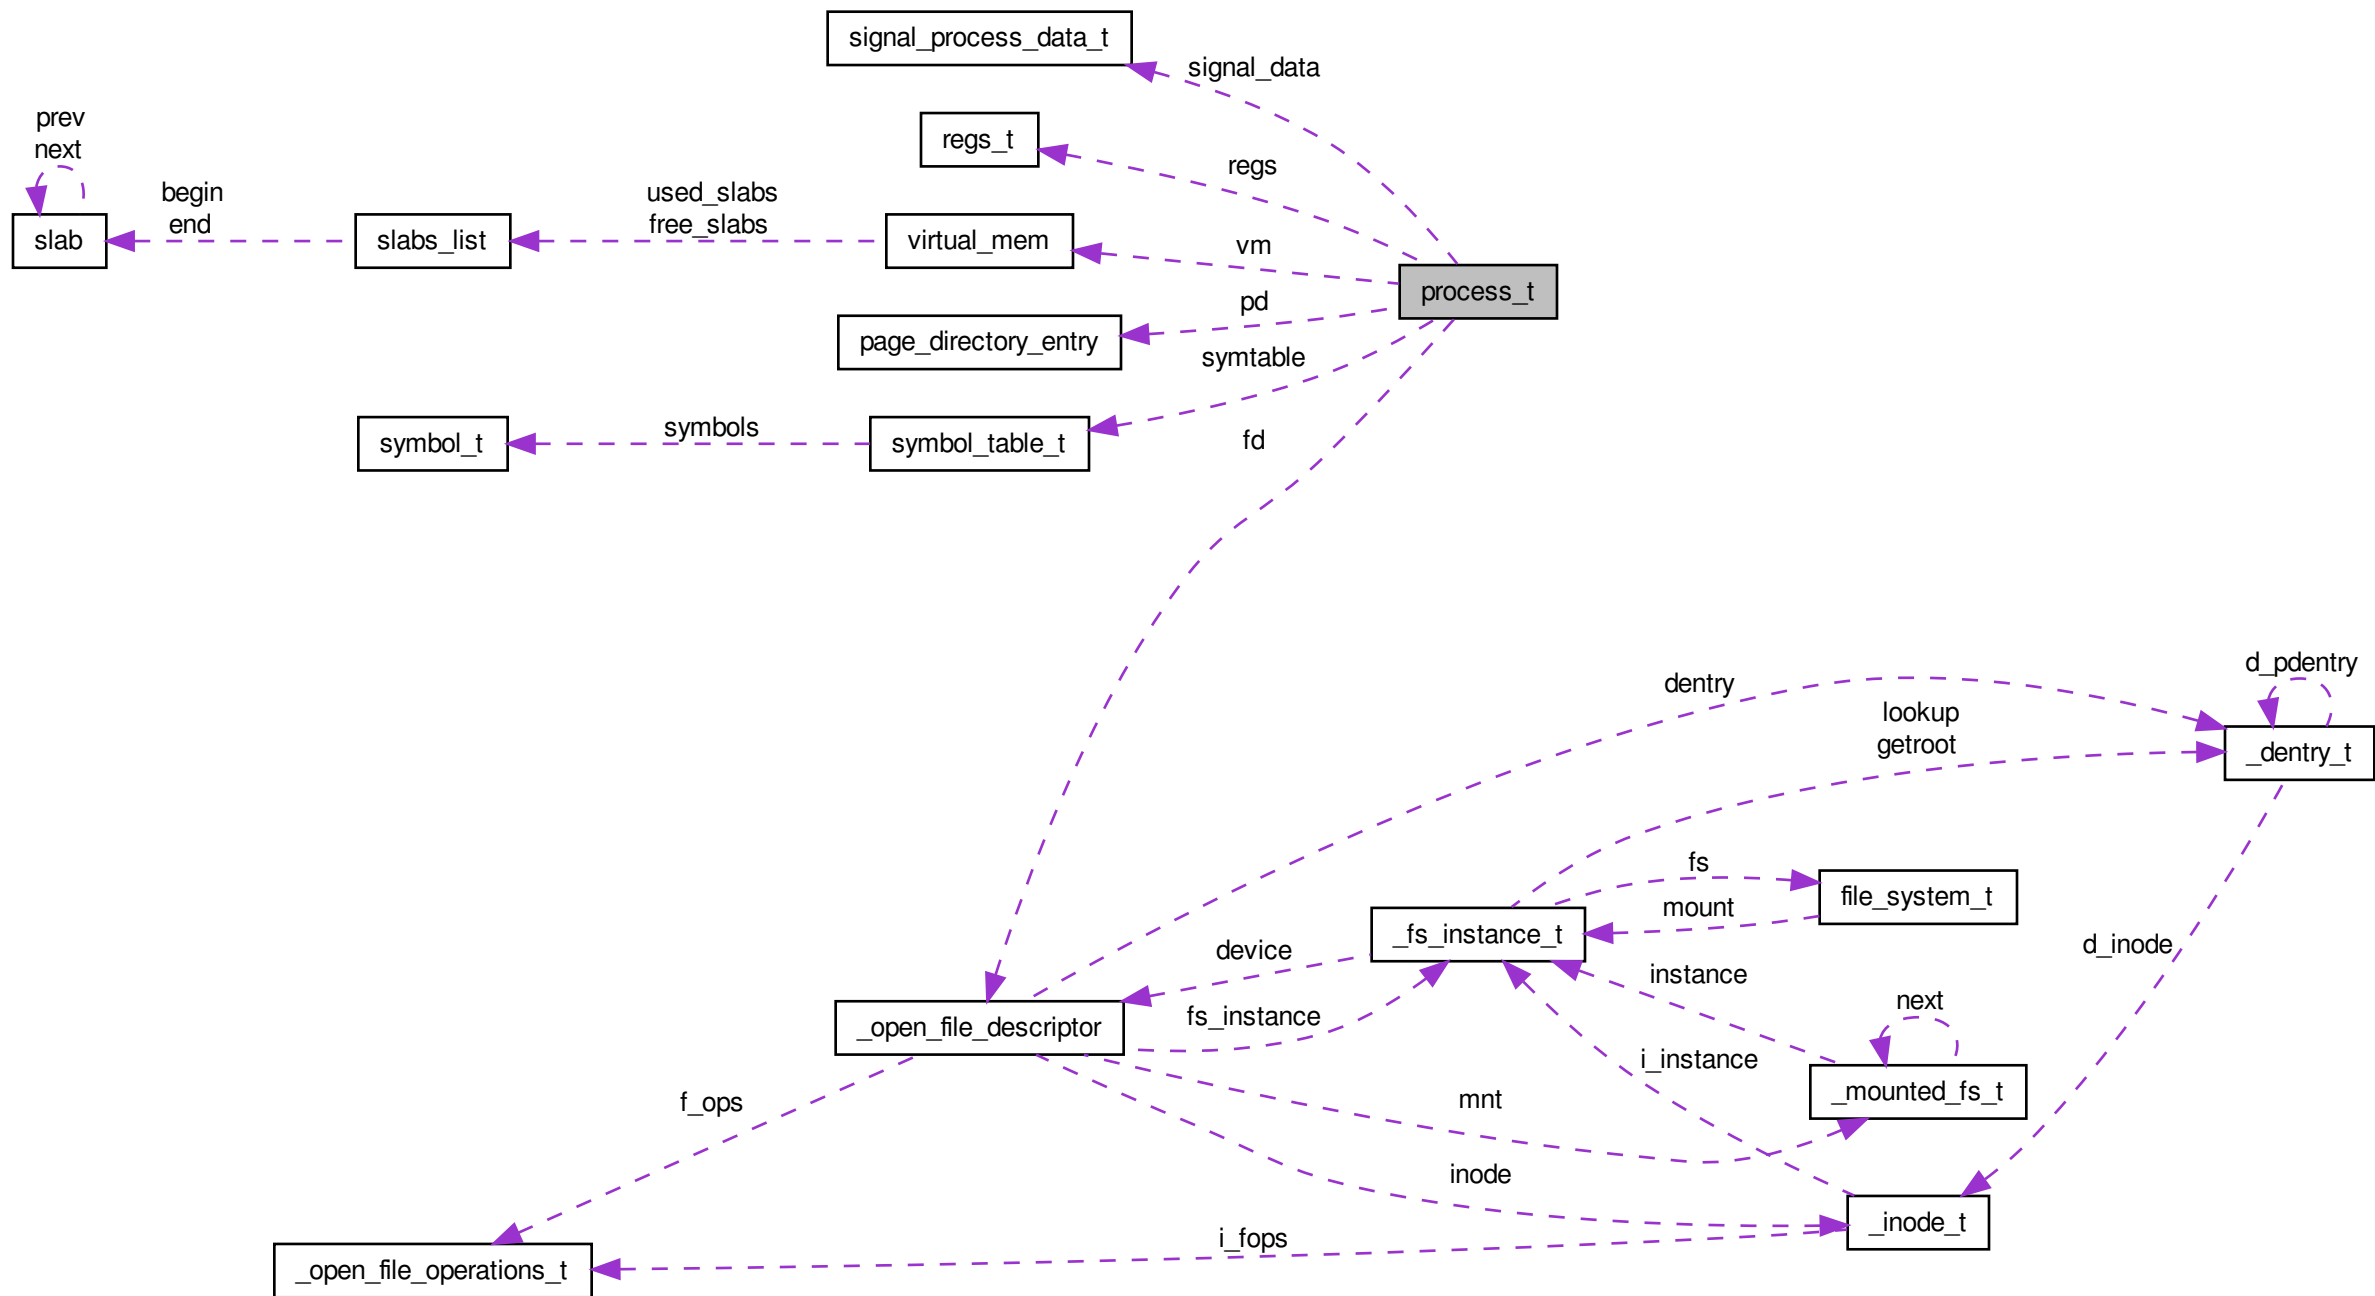 signal_process_data_t
signal_data
prev
next
regs_t
regs
begin
end
used_slabs
free_slabs
slab
slabs_list
virtual_mem
vm
process_t
pd
page_directory_entry
symtable
symbol_t
symbols
symbol_table_t
fd
d_pdentry
dentry
lookup
getroot
_dentry_t
fs
file_system_t
mount
_fs_instance_t
device
d_inode
instance
next
_open_file_descriptor
fs_instance
i_instance
_mounted_fs_t
f_ops
mnt
inode
_inode_t
i_fops
_open_file_operations_t